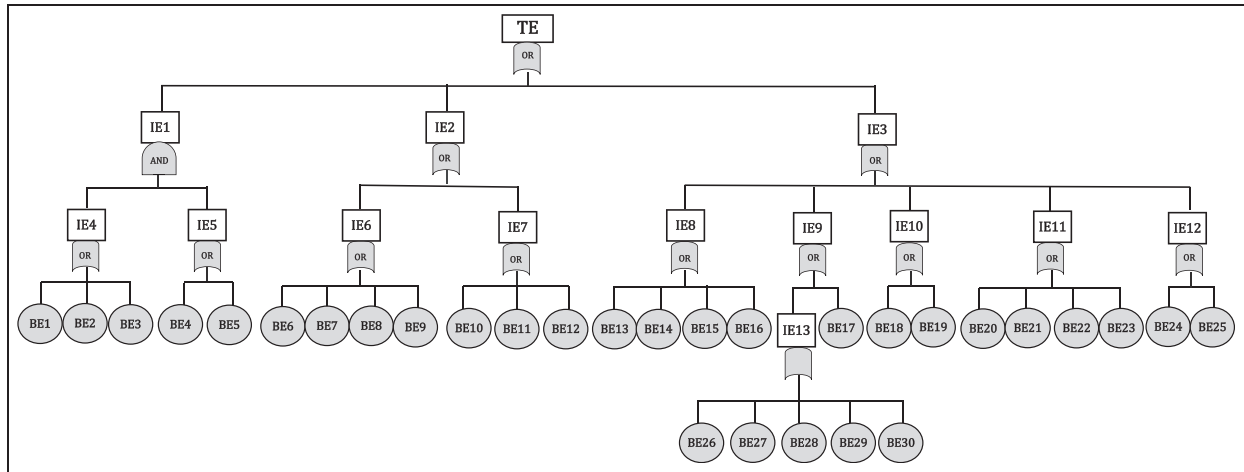 TE
OR
IE1 IE2 IE3
AND OR OR
IE4 IE5 IE6 IE7 IE8 IE9 IE10 IE11 IE12
OR OR OR OR OR OR OR OR OR
BE1 BE2 BE3 BE4 BE5 BE6 BE7 BE8 BE9 BE10 BE11 BE12 BE13 BE14 BE15 BE16 IE13 BE17 BE18 BE19 BE20 BE21 BE22 BE23 BE24 BE25
BE26 BE27 BE28 BE29 BE30